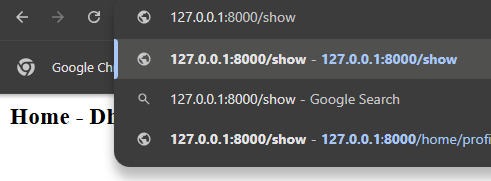 127.0.0.1:8000/show
127.0.0.1:8000/show - 127.0.0.1:8000/show
Google Ch
127.0.0.1:8000/show - Google Search
Home - Dh
127.0.0.1:8000/show - 127.0.0.1:8000/home/profi